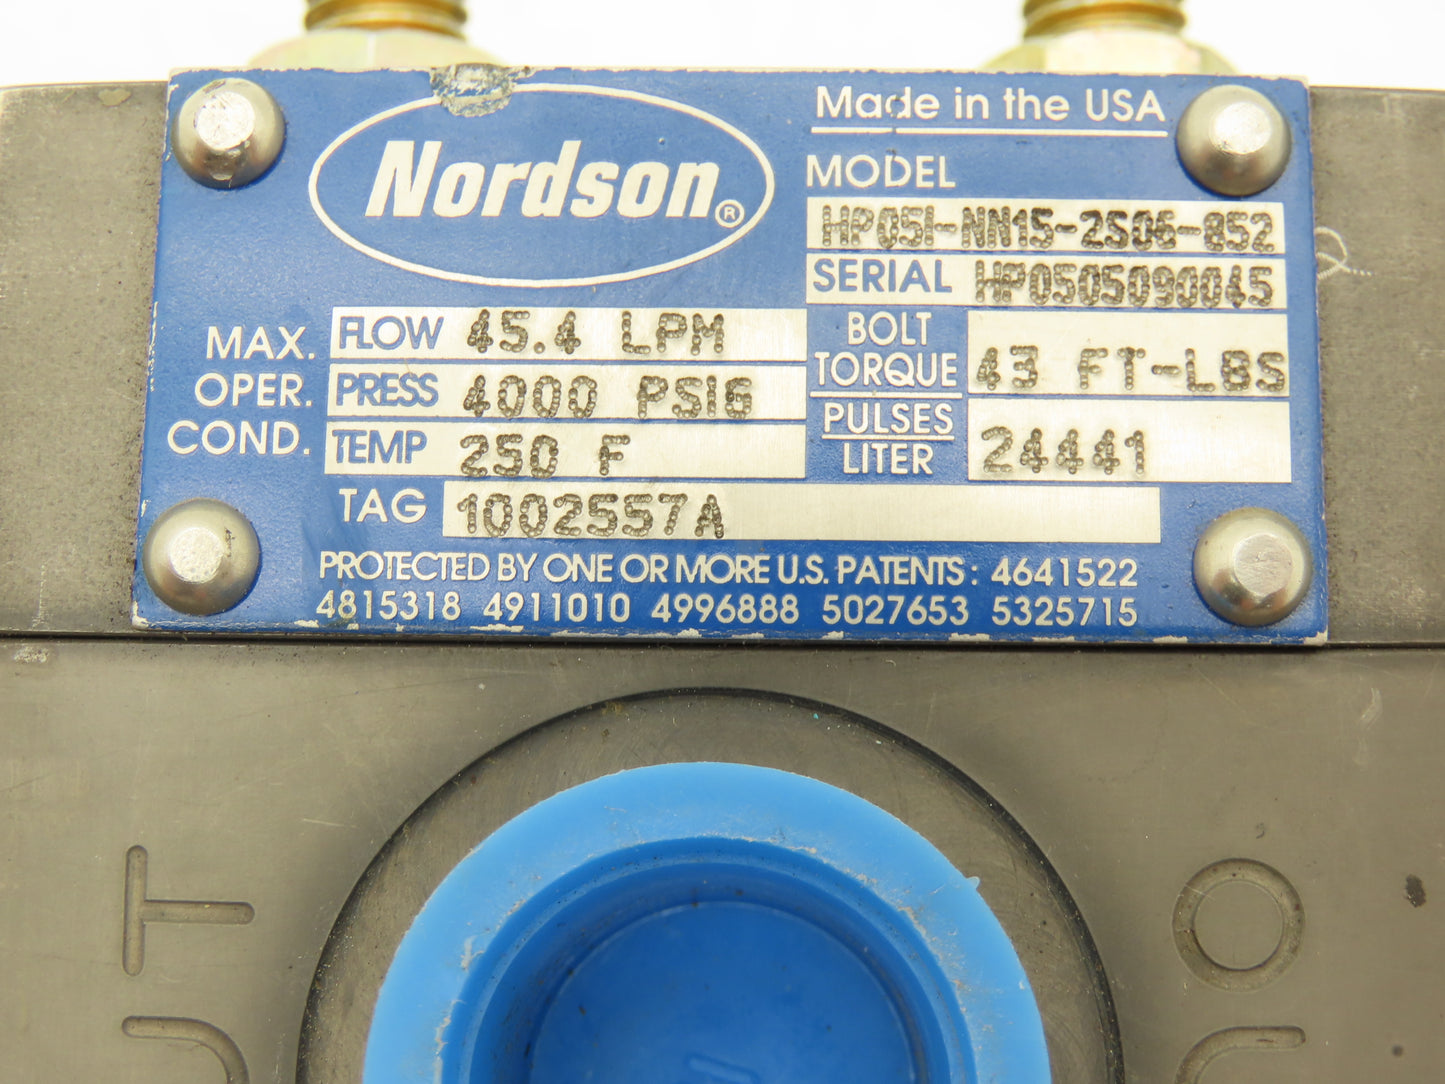 Nordson®
Made in the USA
MODEL
HP05I-NN15-2S06-852
SERIAL HP0505090045
MAX. OPER. COND.
FLOW 45.4 LPM
PRESS 4000 PSIG
TEMP 250 F
BOLT TORQUE 43 FT-LBS
PULSES LITER 24441
TAG 1002557A
PROTECTED BY ONE OR MORE U.S. PATENTS: 4641522
4815318 4911010 4996888 5027653 5325715